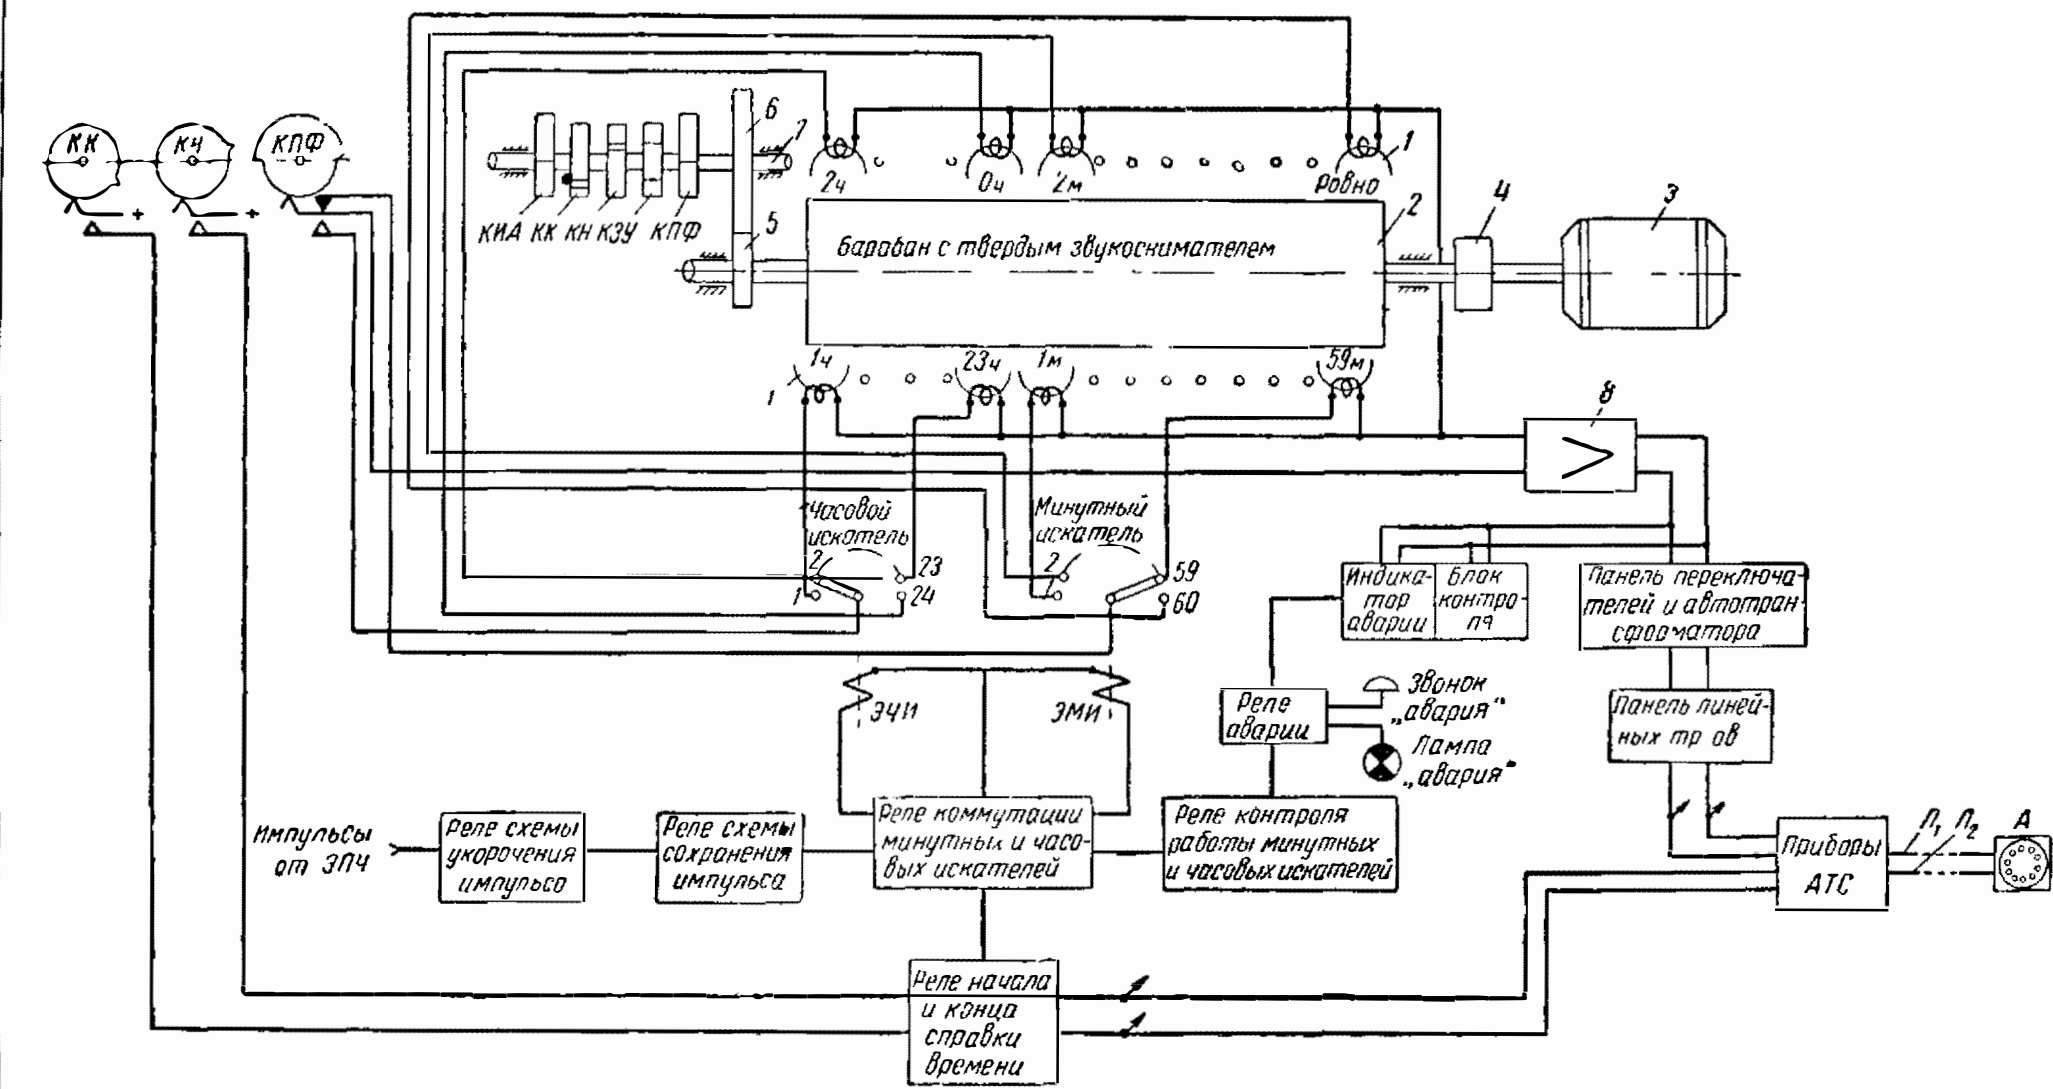 КК
КЧ
КПФ
+
+
6
7
2ч
0ч
2м
Ровно
1
КИА КК КН КЗУ КПФ
5
2
4
3
барабан с твердым звукоснимателем
1ч
23ч
1м
59м
1
8
Часовой
искатель
2
1
23
24
Минутный
искатель
2
1
59
60
Индика-
тор
аварии
Блок
контро-
ля
Панель переключа-
телей и автотран-
сформатора
Панель линей-
ных тр ов
ЭЧИ
ЭМИ
Реле
аварии
Звонок
„авария"
Лампа
„авария"
Импульсы
от ЭПЧ
Реле схемы
укорочения
импульсо
Реле схемы
сохранения
импульса
Реле коммутации
минутных и часо-
вых искателей
Реле контроля
работы минутных
и часовых искателей
Приборы
АТС
Л1
Л2
А
Реле начала
и конца
справки
времени